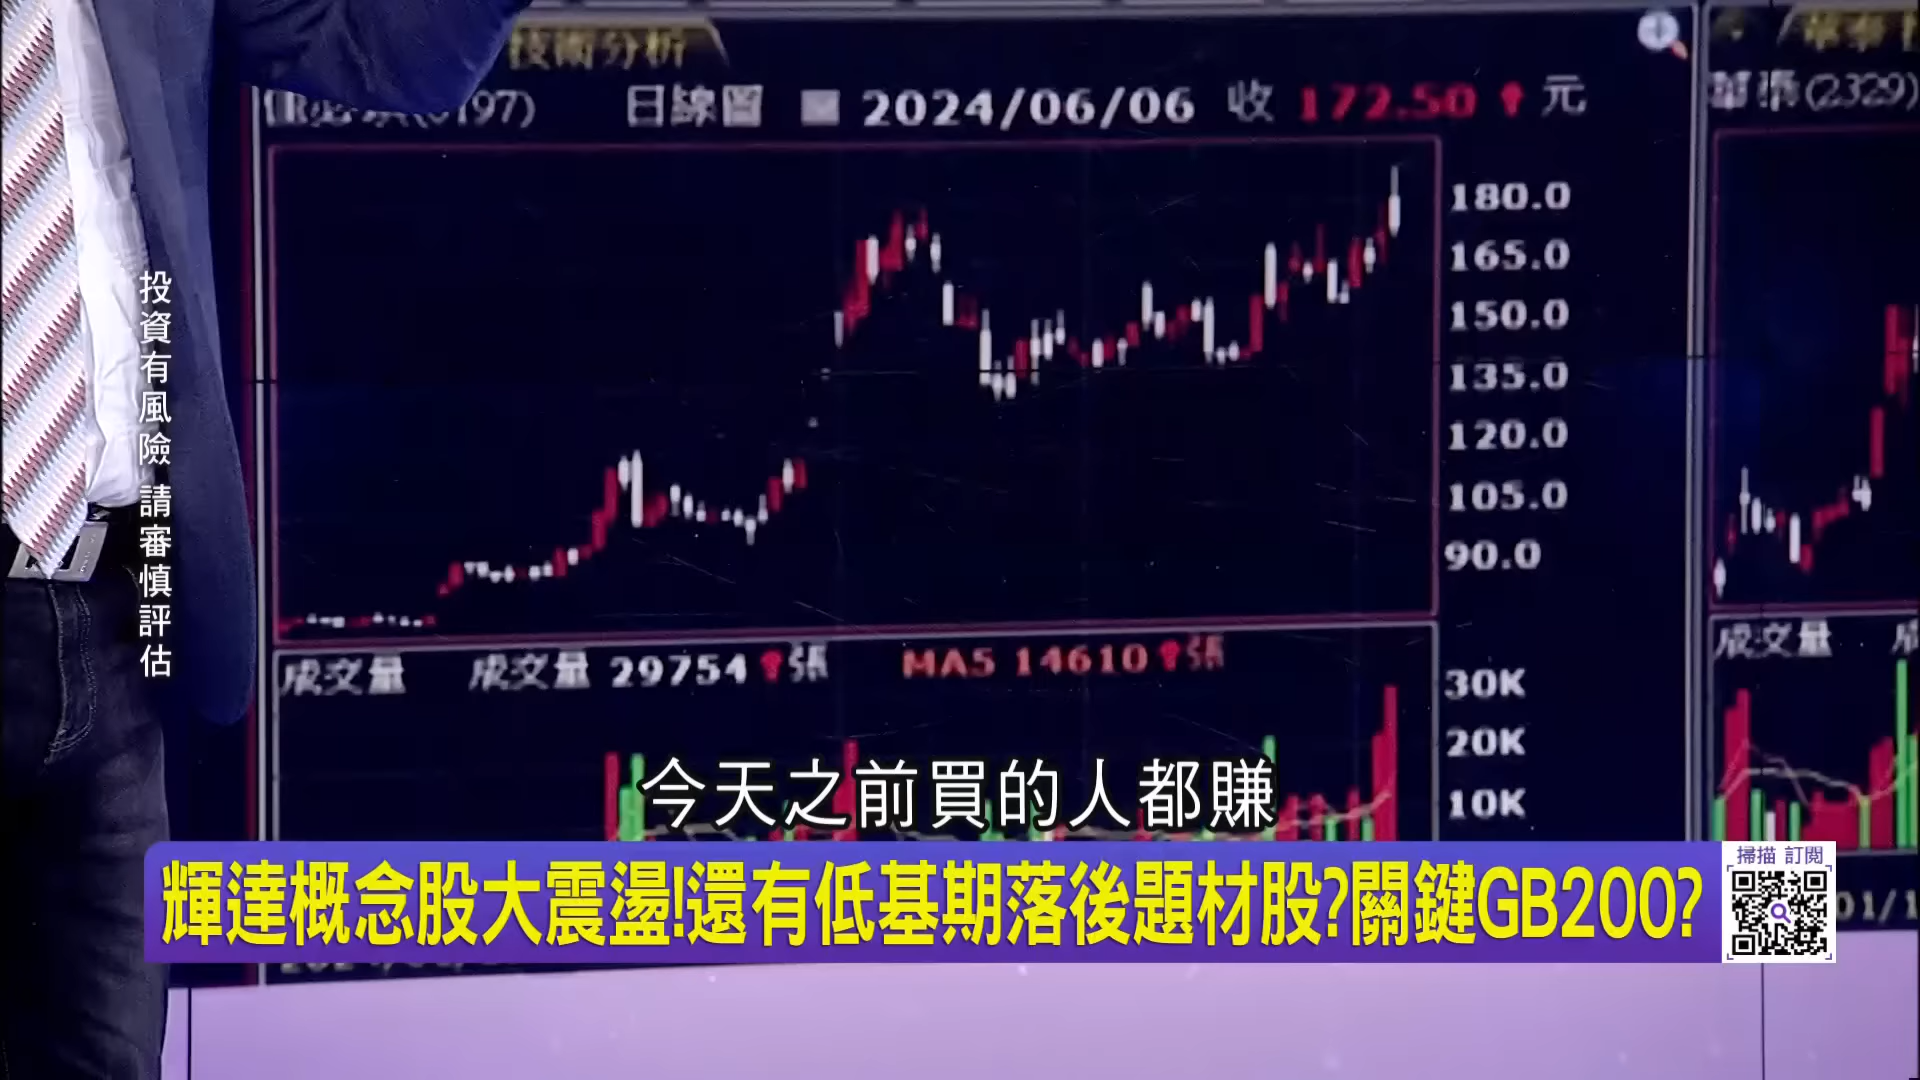 技術分析
日線圖 2024/06/06 收 172.50 元
(2329)
180.0
165.0
150.0
135.0
120.0
105.0
90.0
投資有風險 請審慎評估
成交量 成交量 29754 張 MA5 14610 張
成交量
30K
20K
10K
今天之前買的人都賺
輝達概念股大震盪!還有低基期落後題材股?關鍵GB200?
掃描 訂閱
01/1